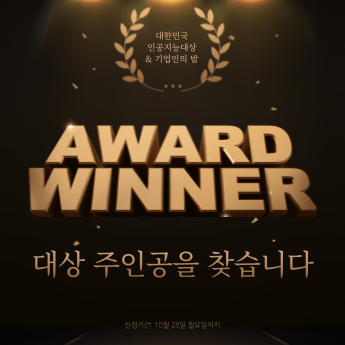 대한민국
인공지능대상
& 기업인의 밤
AWARD
WINNER
대상 주인공을 찾습니다
신청기간: 10월 28일 월요일까지